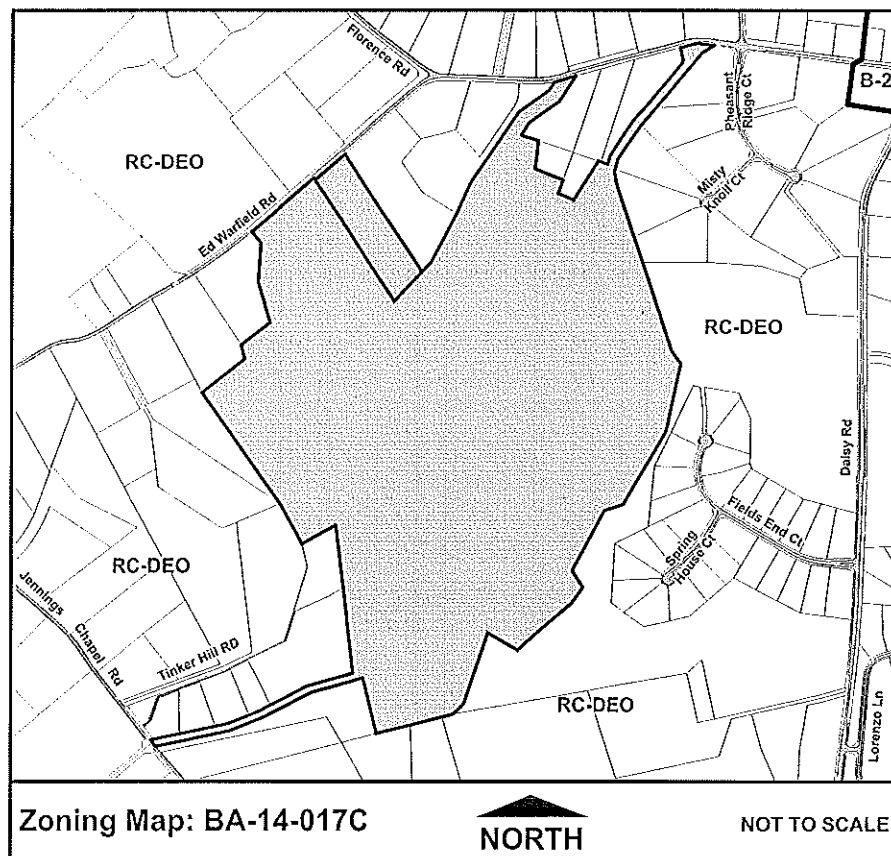 Florence Rd
B-2
Pheasant
Ridge Ct
RC-DEO
Misty
Knoll Ct
Ed Warfield Rd
RC-DEO
Daisy Rd
Fields End Ct
Spring
House Ct
RC-DEO
Jennings Chapel Rd
Tinker Hill RD
RC-DEO
Lorenzo Ln
Zoning Map: BA-14-017C
NORTH
NOT TO SCALE